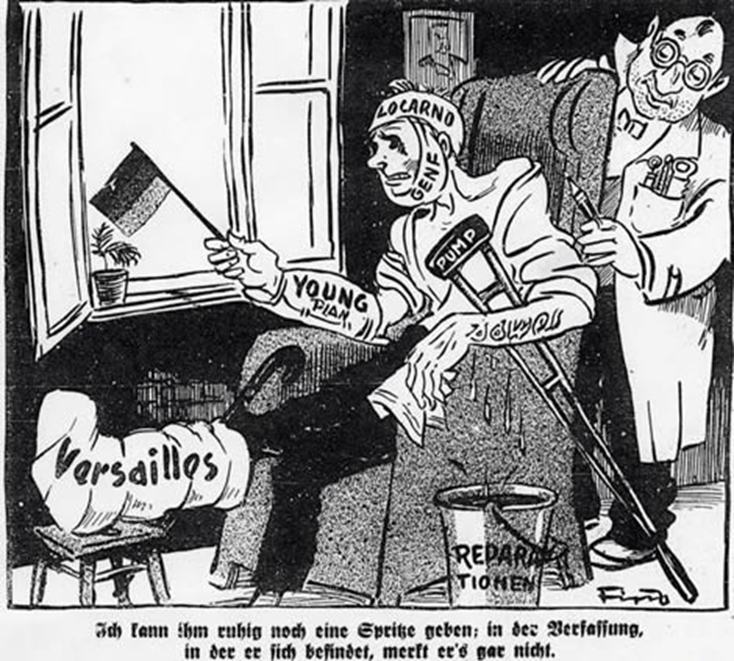 LOCARNO
GENF
PUMP
YOUNG
PLAN
Versailles
REPARA
TIONEN
Ich kann ihm ruhig noch eine Spritze geben; in der Verfassung,
in der er sich befindet, merkt er's gar nicht.